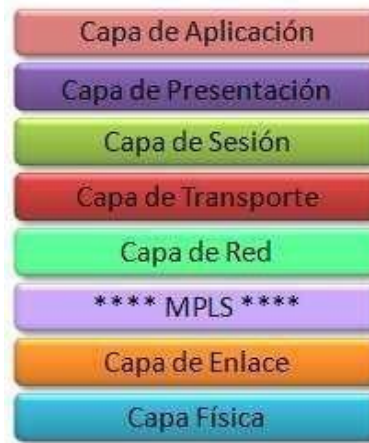 Capa de Aplicación
Capa de Presentación
Capa de Sesión
Capa de Transporte
Capa de Red
**** MPLS ****
Capa de Enlace
Capa Física